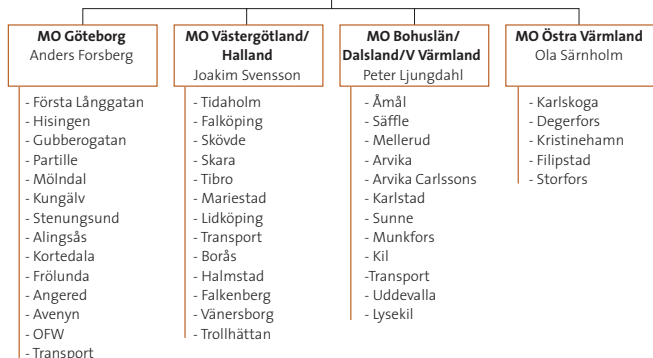 MO Göteborg
Anders Forsberg
- Första Långgatan
- Hisingen
- Gubberogatan
- Partille
- Mölndal
- Kungälv
- Stenungsund
- Alingsås
- Kortedala
- Frölunda
- Angered
- Avenyn
- OFW
- Transport
MO Västergötland/
Halland
Joakim Svensson
- Tidaholm
- Falköping
- Skövde
- Skara
- Tibro
- Mariestad
- Lidköping
- Transport
- Borås
- Halmstad
- Falkenberg
- Vänersborg
- Trollhättan
MO Bohuslän/
Dalsland/V Värmland
Peter Ljungdahl
- Åmål
- Säffle
- Mellerud
- Arvika
- Arvika Carlssons
- Karlstad
- Sunne
- Munkfors
- Kil
-Transport
- Uddevalla
- Lysekil
MO Östra Värmland
Ola Särnholm
- Karlskoga
- Degerfors
- Kristinehamn
- Filipstad
- Storfors